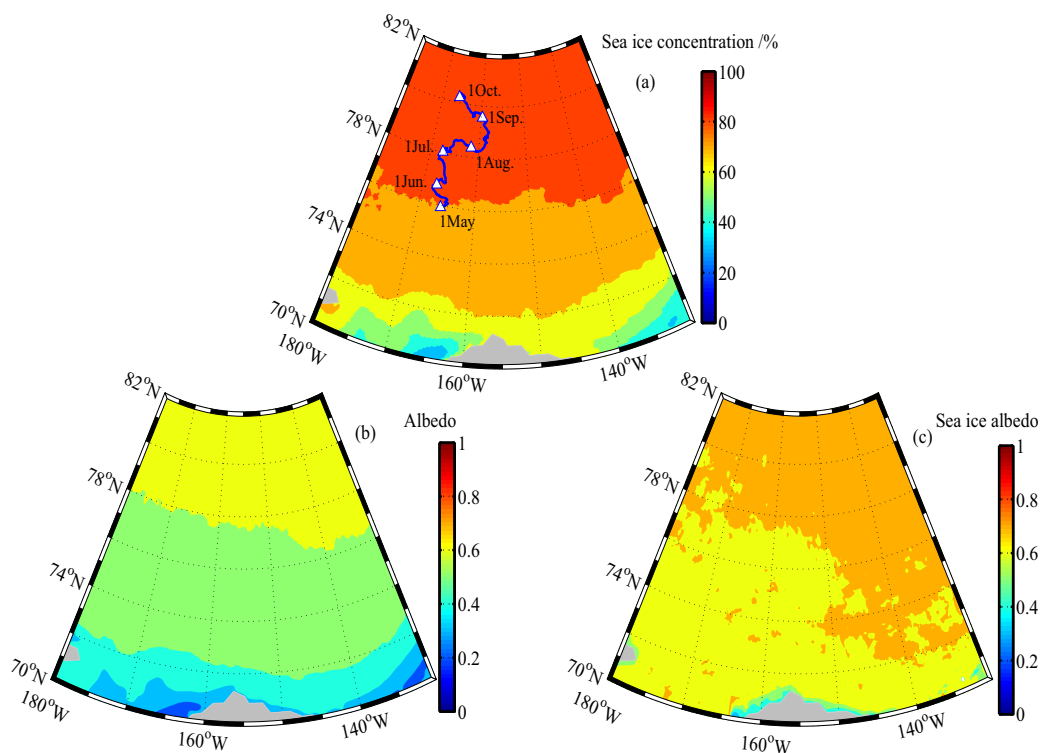 Sea ice concentration /%
(a)
82°N
78°N
74°N
70°N
180°W
160°W
140°W
1Oct.
1Sep.
1Jul.
1Aug.
1Jun.
1May
100
80
60
40
20
0
Albedo
(b)
82°N
78°N
74°N
70°N
180°W
160°W
140°W
1
0.8
0.6
0.4
0.2
0
Sea ice albedo
(c)
82°N
78°N
74°N
70°N
180°W
160°W
140°W
1
0.8
0.6
0.4
0.2
0